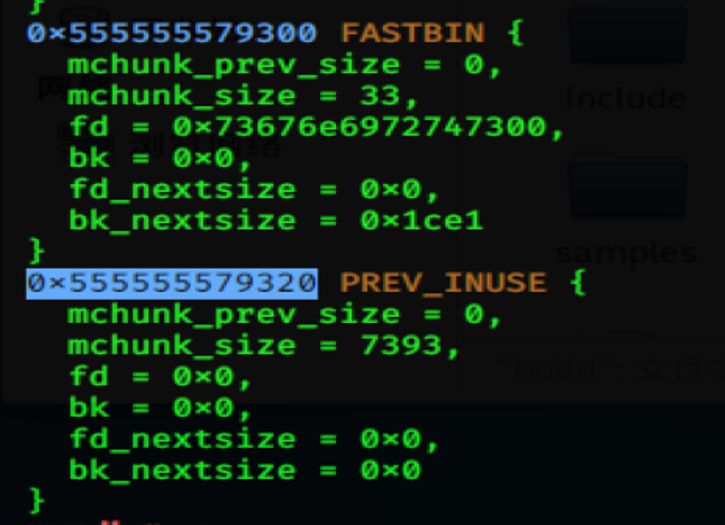 }
0x555555579300 FASTBIN {
mchunk_prev_size = 0,
mchunk_size = 33,
fd = 0x73676e6972747300,
bk = 0x0,
fd_nextsize = 0x0,
bk_nextsize = 0x1ce1
}
0x555555579320 PREV_INUSE {
mchunk_prev_size = 0,
mchunk_size = 7393,
fd = 0x0,
bk = 0x0,
fd_nextsize = 0x0,
bk_nextsize = 0x0
}
include
samples
"build": 文件